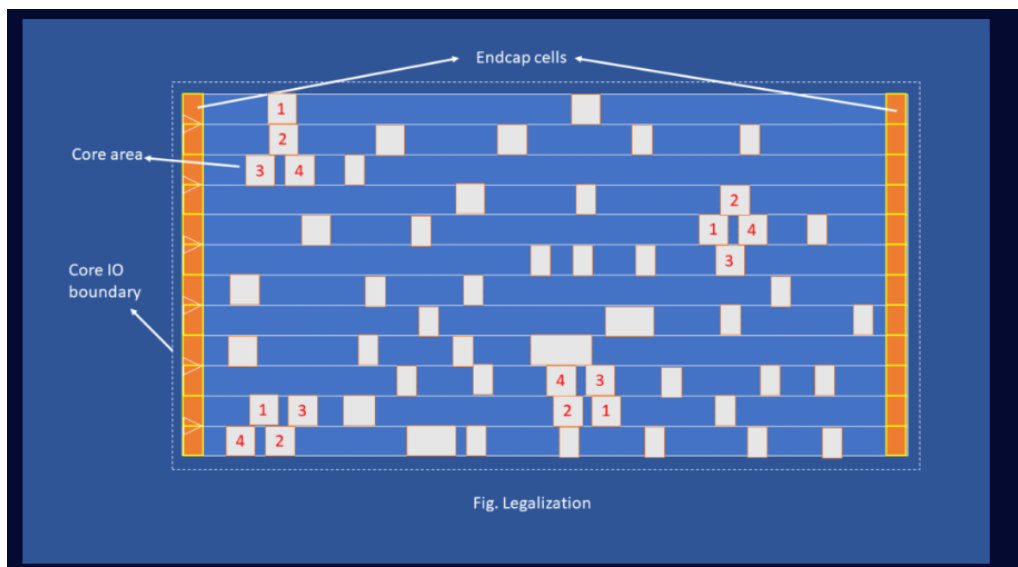 Endcap cells
1
2
Core area
3 4
2
1 4
Core IO
boundary
3
4 3
1 3 2 1
4 2
Fig. Legalization